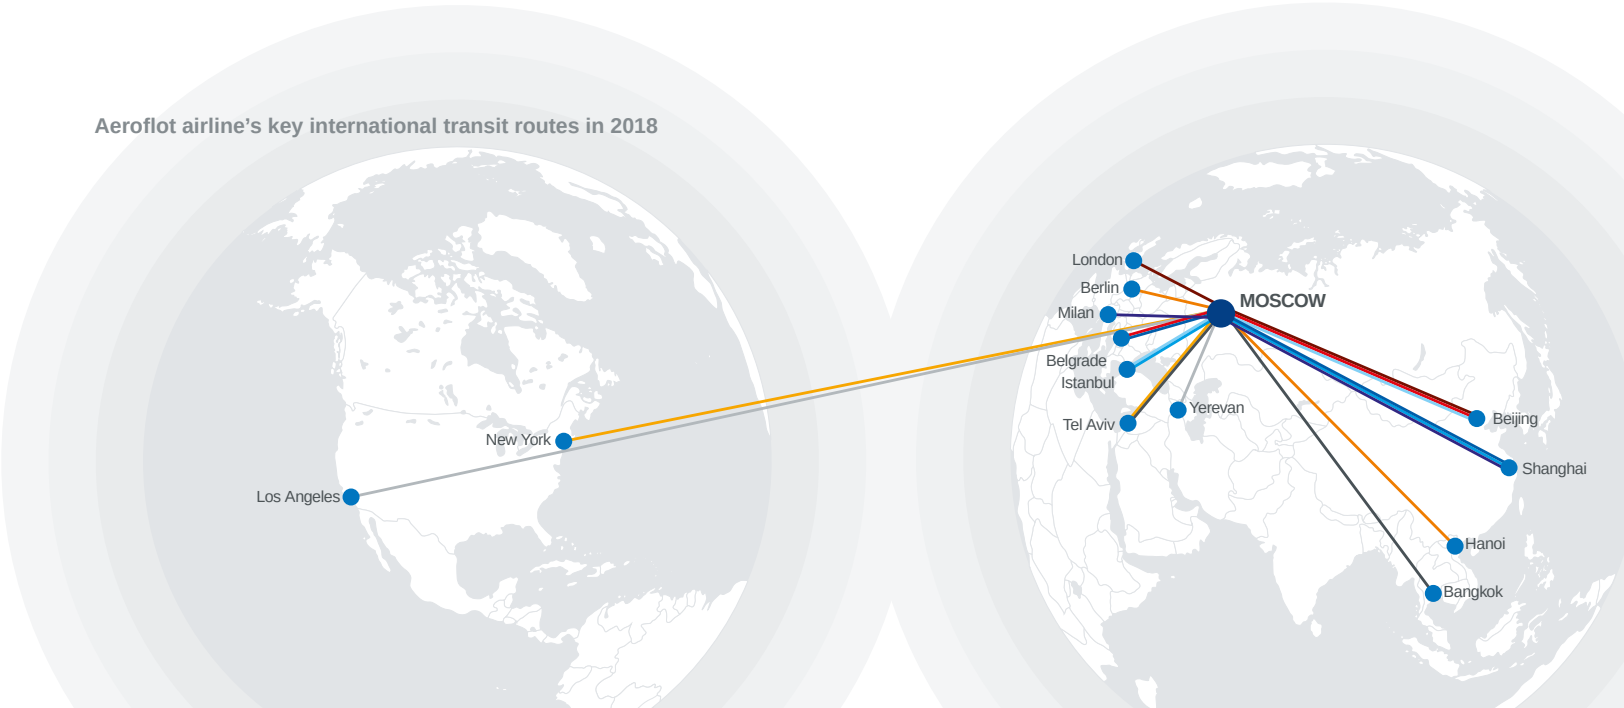 Aeroflot airline’s key international transit routes in 2018
London
Berlin
MOSCOW
Milan
Belgrade
Istanbul
Yerevan
Tel Aviv
Beijing
New York
Shanghai
Los Angeles
Hanoi
Bangkok